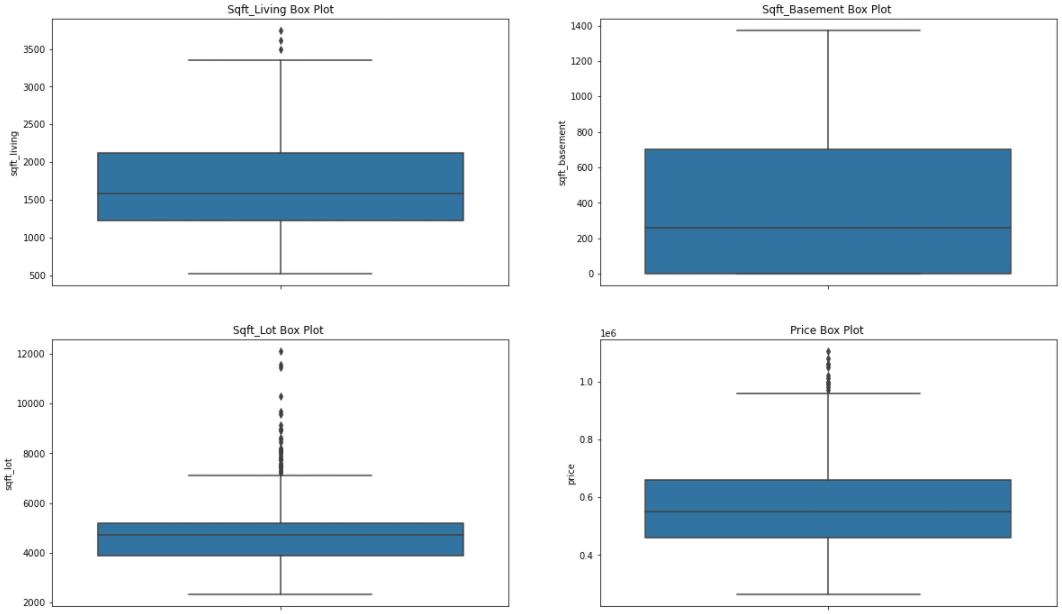 Sqft_Living Box Plot
sqft_living
3500
3000
2500
2000
1500
1000
500
Sqft_Basement Box Plot
sqft_basement
1400
1200
1000
800
600
400
200
0
Sqft_Lot Box Plot
sqft_lot
12000
10000
8000
6000
4000
2000
Price Box Plot
1e6
price
1.0
0.8
0.6
0.4